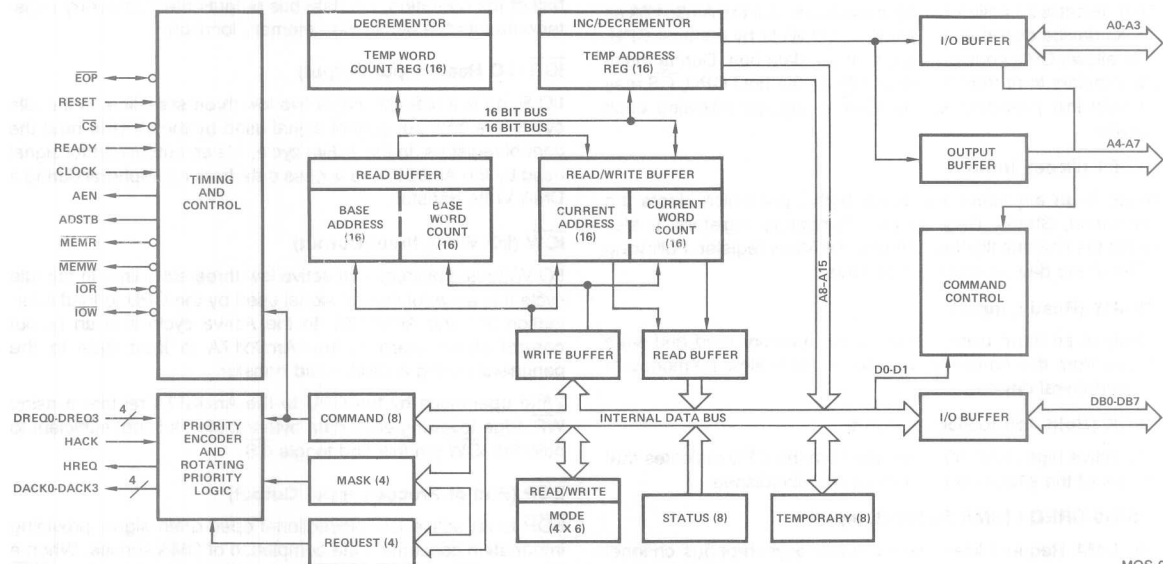 DECREMENTOR
TEMP WORD
COUNT REG (16)
INC/DECREMENTOR
TEMP ADDRESS
REG (16)
I/O BUFFER
A0-A3
EOP
RESET
CS
READY
CLOCK
AEN
ADSTB
MEMR
MEMW
IOR
IOW
TIMING
AND
CONTROL
16 BIT BUS
16 BIT BUS
READ BUFFER
BASE
ADDRESS
(16)
BASE
WORD
COUNT
(16)
READ/WRITE BUFFER
CURRENT
ADDRESS
(16)
CURRENT
WORD
COUNT
(16)
A8-A15
OUTPUT
BUFFER
A4-A7
COMMAND
CONTROL
WRITE BUFFER
READ BUFFER
D0-D1
DREQ0-DREQ3
4
HACK
HREQ
DACK0-DACK3
4
PRIORITY
ENCODER
AND
ROTATING
PRIORITY
LOGIC
COMMAND (8)
MASK (4)
REQUEST (4)
INTERNAL DATA BUS
I/O BUFFER
DB0-DB7
READ/WRITE
MODE
(4 X 6)
STATUS (8)
TEMPORARY (8)